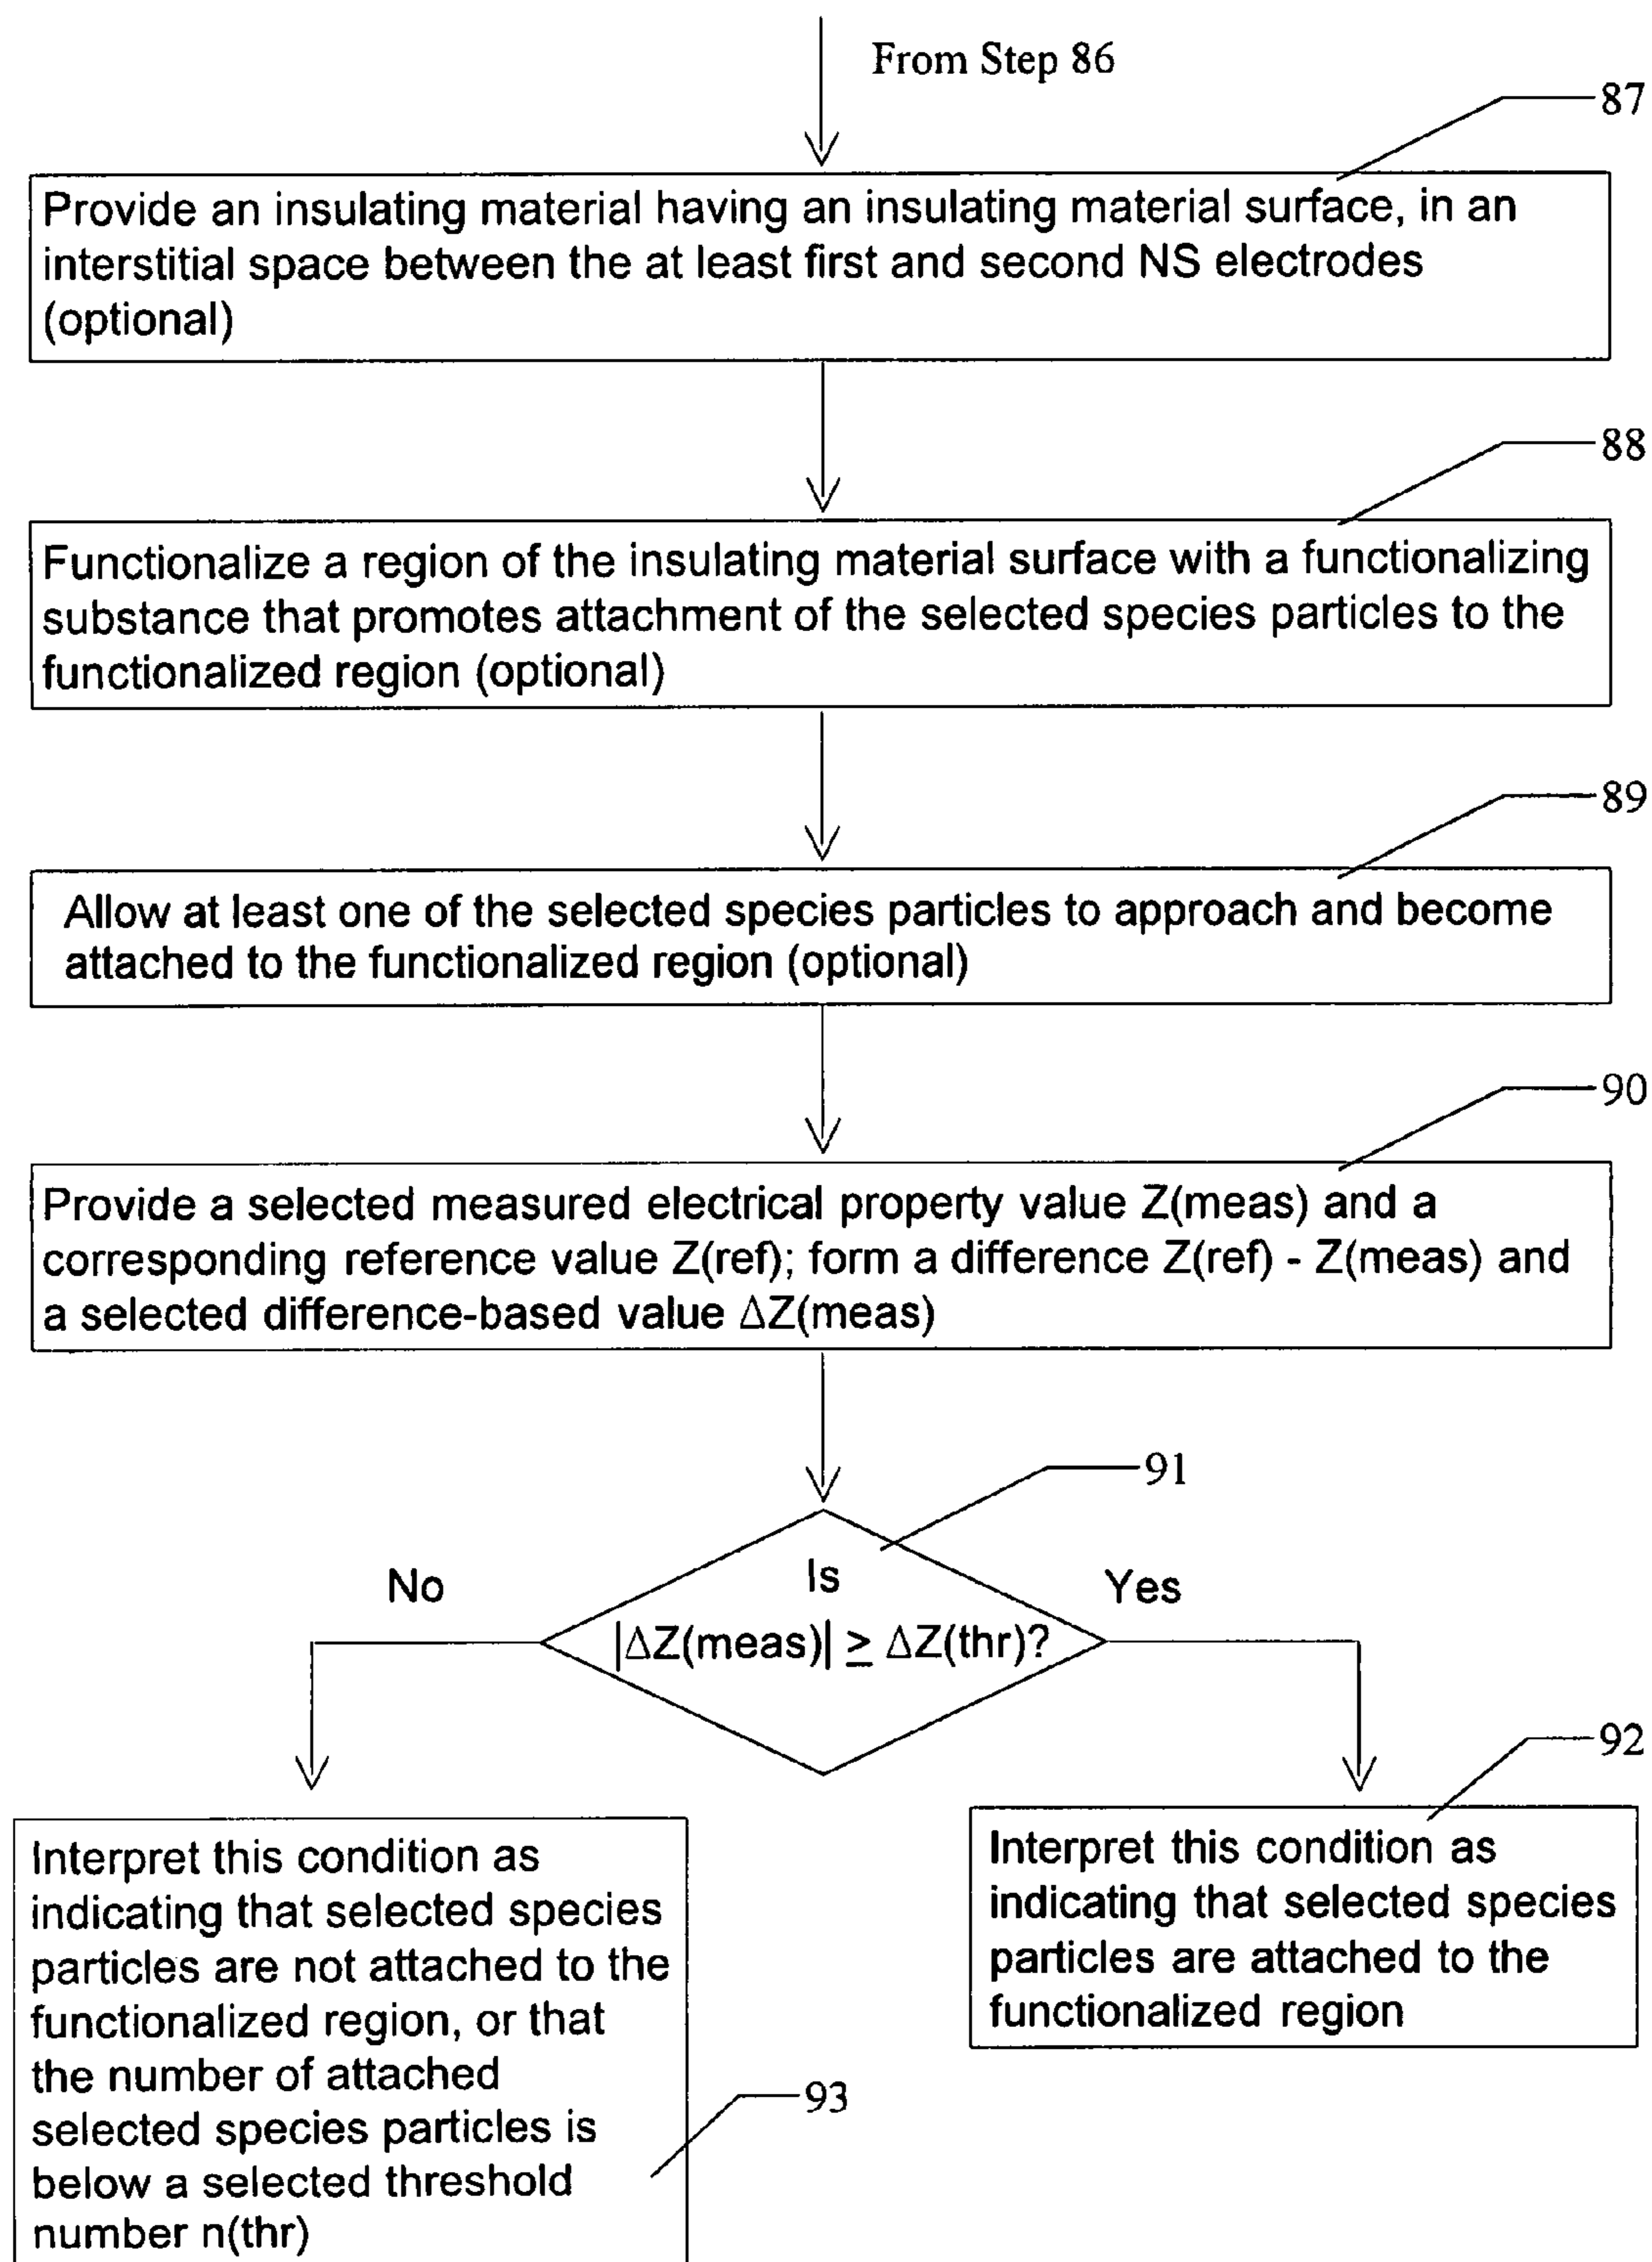 From Step 86
87
Provide an insulating material having an insulating material surface, in an
interstitial space between the at least first and second NS electrodes
(optional)
88
Functionalize a region of the insulating material surface with a functionalizing
substance that promotes attachment of the selected species particles to the
functionalized region (optional)
89
Allow at least one of the selected species particles to approach and become
attached to the functionalized region (optional)
90
Provide a selected measured electrical property value Z(meas) and a
corresponding reference value Z(ref); form a difference Z(ref) - Z(meas) and
a selected difference-based value ΔZ(meas)
91
No
Is
Yes
|ΔZ(meas)| ≥ ΔZ(thr)?
92
Interpret this condition as
indicating that selected species
particles are attached to the
functionalized region
Interpret this condition as
indicating that selected species
particles are not attached to the
functionalized region, or that
the number of attached
selected species particles is
below a selected threshold
number n(thr)
93